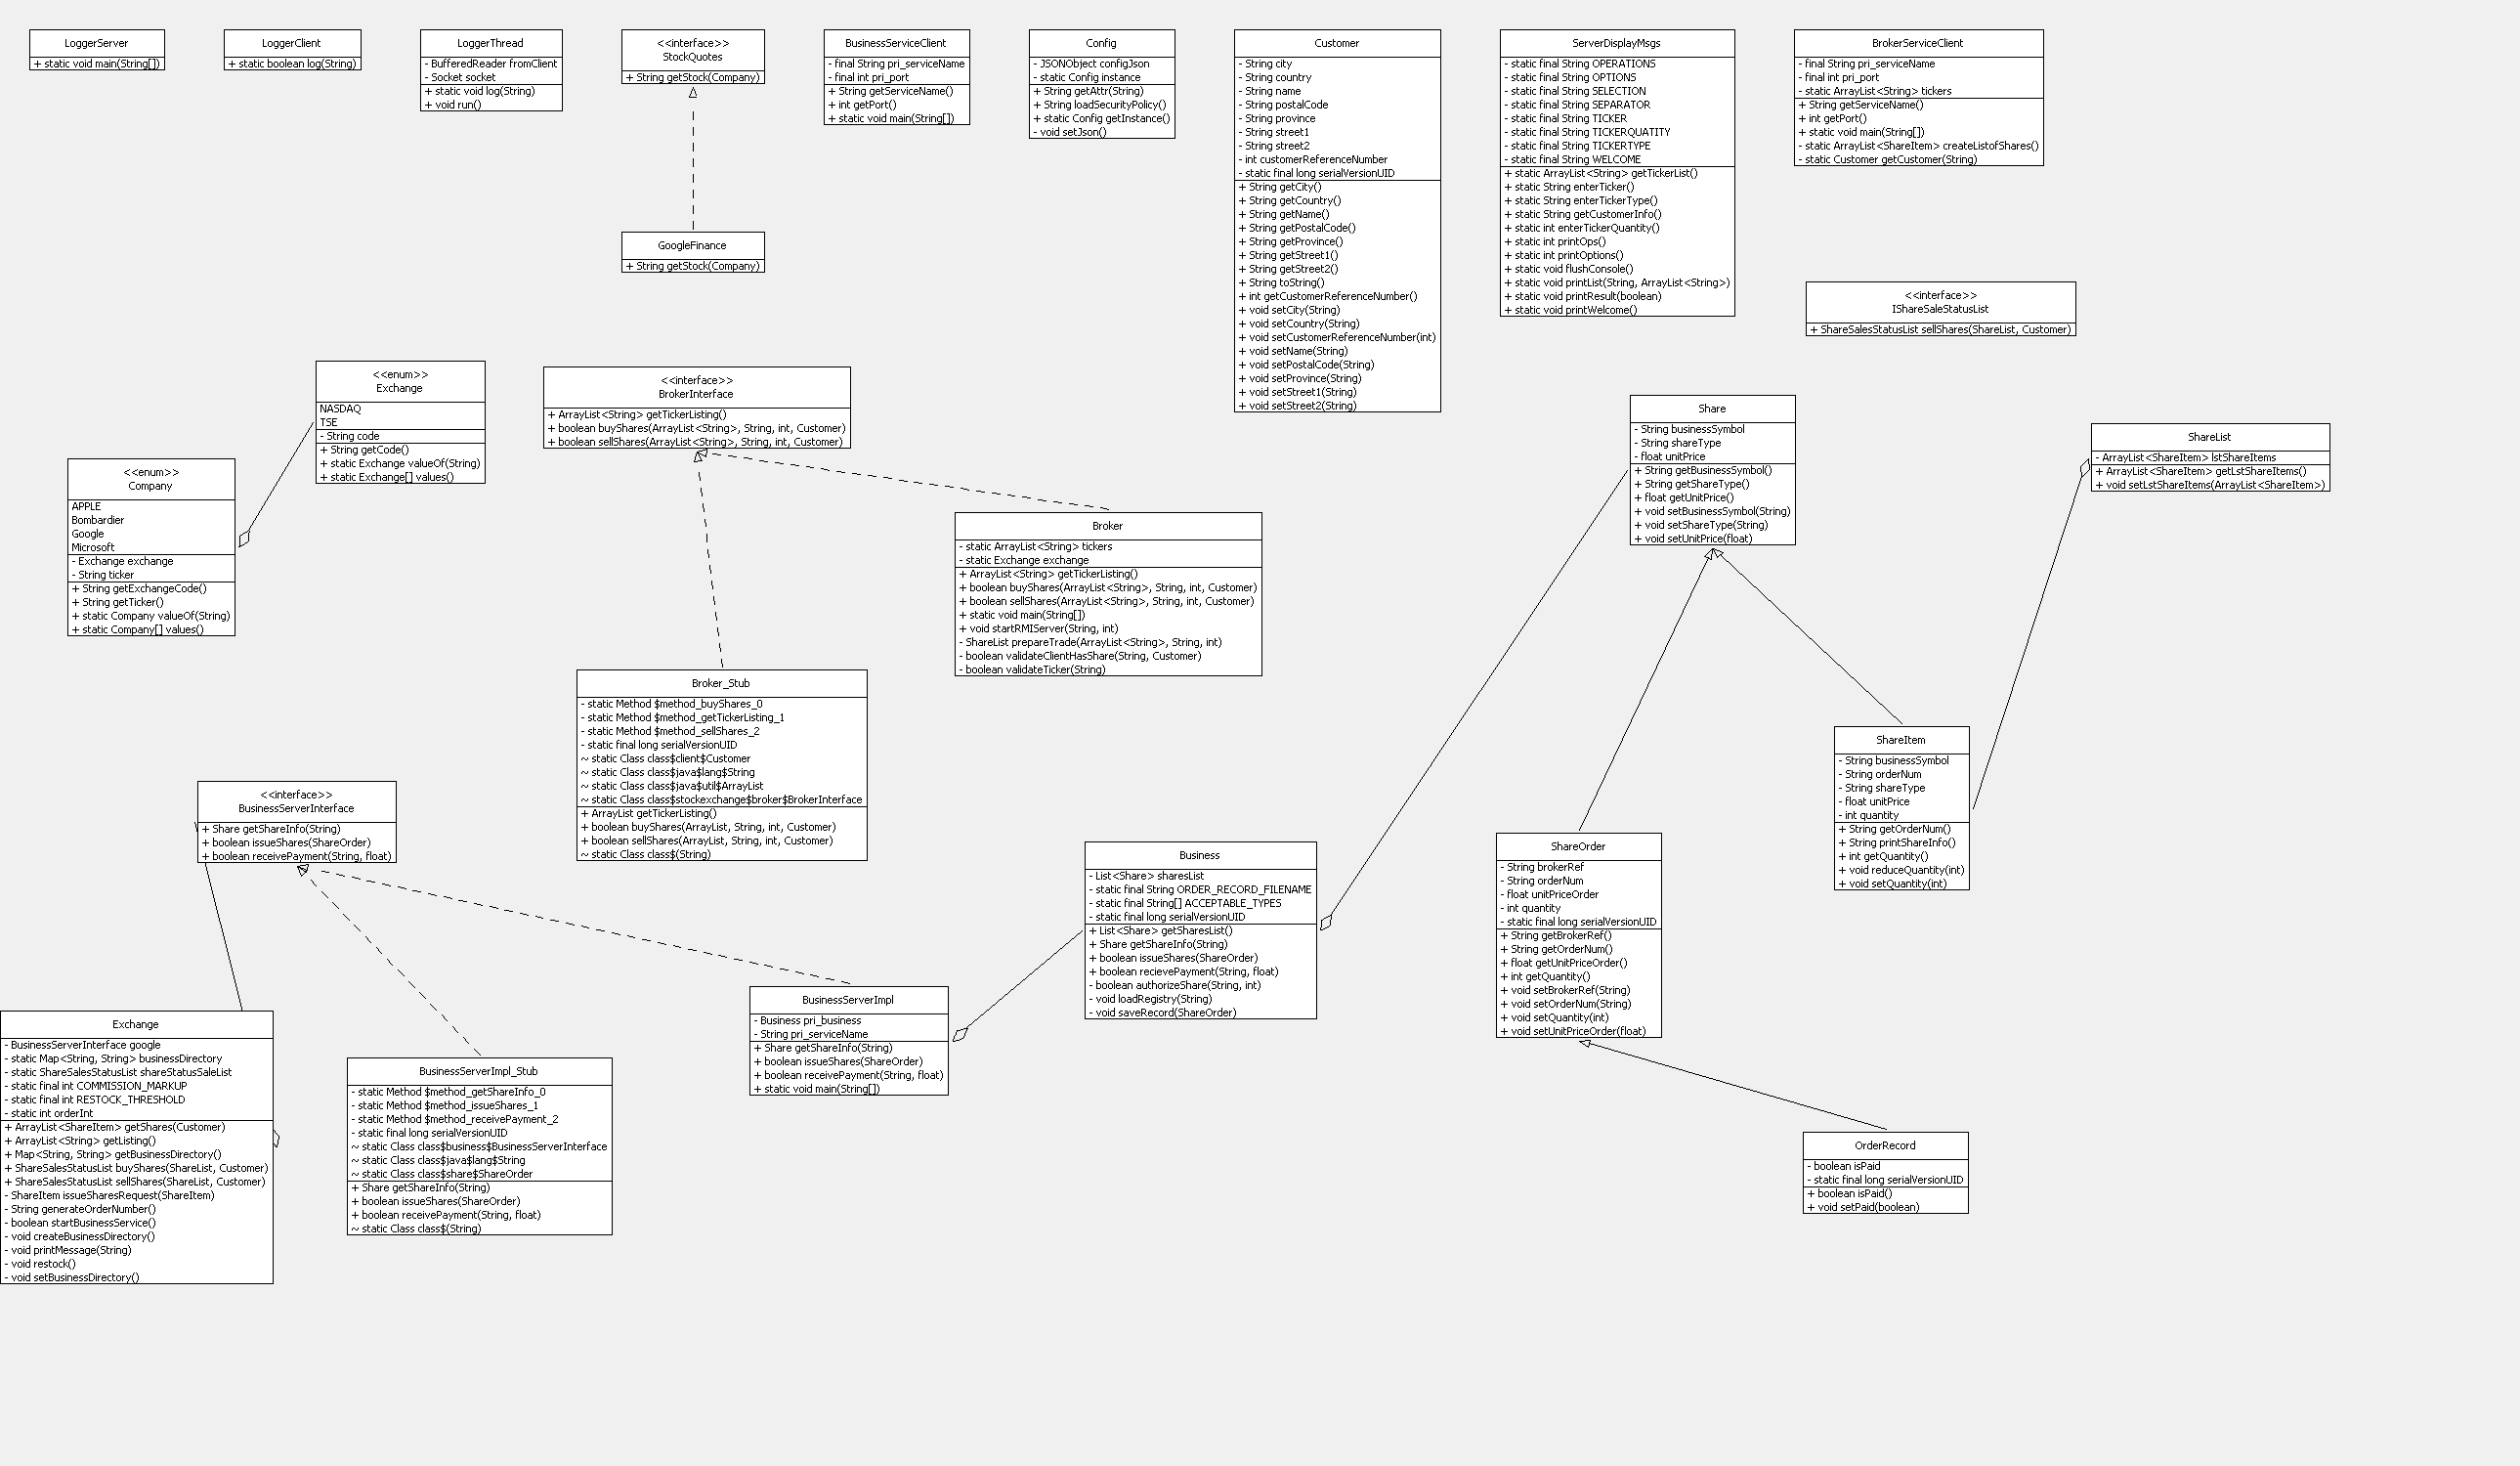 LoggerServer
+ static void main(String[])
LoggerClient
+ static boolean log(String)
LoggerThread
- BufferedReader fromClient
- Socket socket
+ static void log(String)
+ void run()
<<interface>>
StockQuotes
+ String getStock(Company)
BusinessServiceClient
- final String pri_serviceName
- final int pri_port
+ String getServiceName()
+ int getPort()
+ static void main(String[])
Config
- JSONObject configJson
- static Config instance
+ String getAttr(String)
+ String loadSecurityPolicy()
+ static Config getInstance()
- void setJson()
Customer
- String city
- String country
- String name
- String postalCode
- String province
- String street1
- String street2
- int customerReferenceNumber
- static final long serialVersionUID
+ String getCity()
+ String getCountry()
+ String getName()
+ String getPostalCode()
+ String getProvince()
+ String getStreet1()
+ String getStreet2()
+ String toString()
+ int getCustomerReferenceNumber()
+ void setCity(String)
+ void setCountry(String)
+ void setCustomerReferenceNumber(int)
+ void setName(String)
+ void setPostalCode(String)
+ void setProvince(String)
+ void setStreet1(String)
+ void setStreet2(String)
ServerDisplayMsgs
- static final String OPERATIONS
- static final String OPTIONS
- static final String SELECTION
- static final String SEPARATOR
- static final String TICKER
- static final String TICKERQUATITY
- static final String TICKERTYPE
- static final String WELCOME
+ static ArrayList<String> getTickerList()
+ static String enterTicker()
+ static String enterTickerType()
+ static String getCustomerInfo()
+ static int enterTickerQuantity()
+ static int printOps()
+ static int printOptions()
+ static void flushConsole()
+ static void printList(String, ArrayList<String>)
+ static void printResult(boolean)
+ static void printWelcome()
BrokerServiceClient
- final String pri_serviceName
- final int pri_port
- static ArrayList<String> tickers
+ String getServiceName()
+ int getPort()
+ static void main(String[])
- static ArrayList<ShareItem> createListofShares()
- static Customer getCustomer(String)
GoogleFinance
+ String getStock(Company)
<<interface>>
IShareSaleStatusList
+ ShareSalesStatusList sellShares(ShareList, Customer)
<<enum>>
Exchange
NASDAQ
TSE
- String code
+ String getCode()
+ static Exchange valueOf(String)
+ static Exchange[] values()
<<interface>>
BrokerInterface
+ ArrayList<String> getTickerListing()
+ boolean buyShares(ArrayList<String>, String, int, Customer)
+ boolean sellShares(ArrayList<String>, String, int, Customer)
Share
- String businessSymbol
- String shareType
- float unitPrice
+ String getBusinessSymbol()
+ String getShareType()
+ float getUnitPrice()
+ void setBusinessSymbol(String)
+ void setShareType(String)
+ void setUnitPrice(float)
ShareList
- ArrayList<ShareItem> lstShareItems
+ ArrayList<ShareItem> getLstShareItems()
+ void setLstShareItems(ArrayList<ShareItem>)
<<enum>>
Company
APPLE
Bombardier
Google
Microsoft
- Exchange exchange
- String ticker
+ String getExchangeCode()
+ String getTicker()
+ static Company valueOf(String)
+ static Company[] values()
Broker
- static ArrayList<String> tickers
- static Exchange exchange
+ ArrayList<String> getTickerListing()
+ boolean buyShares(ArrayList<String>, String, int, Customer)
+ boolean sellShares(ArrayList<String>, String, int, Customer)
+ static void main(String[])
+ void startRMIServer(String, int)
- ShareList prepareTrade(ArrayList<String>, String, int)
- boolean validateClientHasShare(String, Customer)
- boolean validateTicker(String)
Broker_Stub
- static Method $method_buyShares_0
- static Method $method_getTickerListing_1
- static Method $method_sellShares_2
- static final long serialVersionUID
~ static Class class$client$Customer
~ static Class class$java$lang$String
~ static Class class$java$util$ArrayList
~ static Class class$stockexchange$broker$BrokerInterface
+ ArrayList getTickerListing()
+ boolean buyShares(ArrayList, String, int, Customer)
+ boolean sellShares(ArrayList, String, int, Customer)
~ static Class class$(String)
ShareItem
- String businessSymbol
- String orderNum
- String shareType
- float unitPrice
- int quantity
+ String getOrderNum()
+ String printShareInfo()
+ int getQuantity()
+ void reduceQuantity(int)
+ void setQuantity(int)
<<interface>>
BusinessServerInterface
+ Share getShareInfo(String)
+ boolean issueShares(ShareOrder)
+ boolean receivePayment(String, float)
ShareOrder
- String brokerRef
- String orderNum
- float unitPriceOrder
- int quantity
- static final long serialVersionUID
+ String getBrokerRef()
+ String getOrderNum()
+ float getUnitPriceOrder()
+ int getQuantity()
+ void setBrokerRef(String)
+ void setOrderNum(String)
+ void setQuantity(int)
+ void setUnitPriceOrder(float)
Business
- List<Share> sharesList
- static final String ORDER_RECORD_FILENAME
- static final String[] ACCEPTABLE_TYPES
- static final long serialVersionUID
+ List<Share> getSharesList()
+ Share getShareInfo(String)
+ boolean issueShares(ShareOrder)
+ boolean recievePayment(String, float)
- boolean authorizeShare(String, int)
- void loadRegistry(String)
- void saveRecord(ShareOrder)
BusinessServerImpl
- Business pri_business
- String pri_serviceName
+ Share getShareInfo(String)
+ boolean issueShares(ShareOrder)
+ boolean receivePayment(String, float)
+ static void main(String[])
Exchange
- BusinessServerInterface google
- static Map<String, String> businessDirectory
- static ShareSalesStatusList shareStatusSaleList
- static final int COMMISSION_MARKUP
- static final int RESTOCK_THRESHOLD
- static int orderInt
+ ArrayList<ShareItem> getShares(Customer)
+ ArrayList<String> getListing()
+ Map<String, String> getBusinessDirectory()
+ ShareSalesStatusList buyShares(ShareList, Customer)
+ ShareSalesStatusList sellShares(ShareList, Customer)
- ShareItem issueSharesRequest(ShareItem)
- String generateOrderNumber()
- boolean startBusinessService()
- void createBusinessDirectory()
- void printMessage(String)
- void restock()
- void setBusinessDirectory()
BusinessServerImpl_Stub
- static Method $method_getShareInfo_0
- static Method $method_issueShares_1
- static Method $method_receivePayment_2
- static final long serialVersionUID
~ static Class class$business$BusinessServerInterface
~ static Class class$java$lang$String
~ static Class class$share$ShareOrder
+ Share getShareInfo(String)
+ boolean issueShares(ShareOrder)
+ boolean receivePayment(String, float)
~ static Class class$(String)
OrderRecord
- boolean isPaid
- static final long serialVersionUID
+ boolean isPaid()
+ void setPaid(boolean)